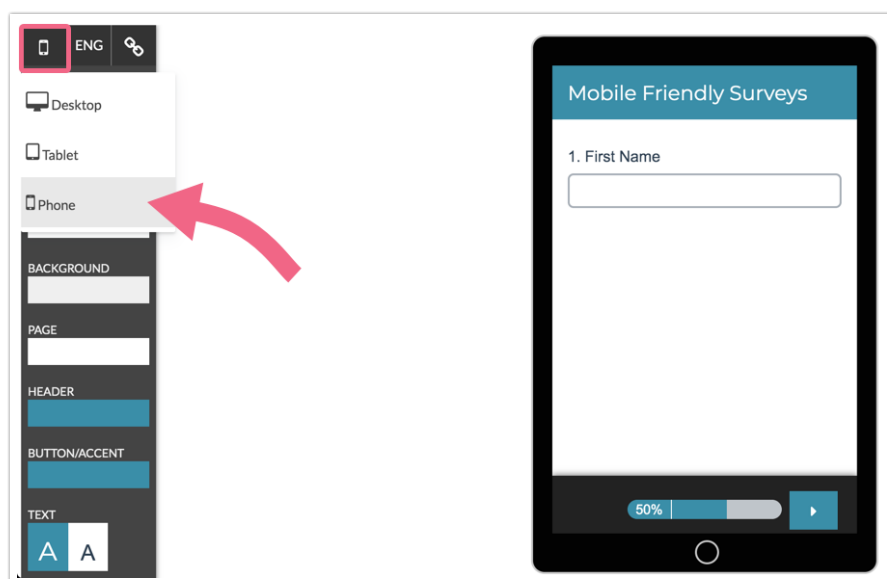 ENG
Desktop
Tablet
Phone
BACKGROUND
PAGE
HEADER
BUTTON/ACCENT
TEXT
A A
Mobile Friendly Surveys
1. First Name
50%